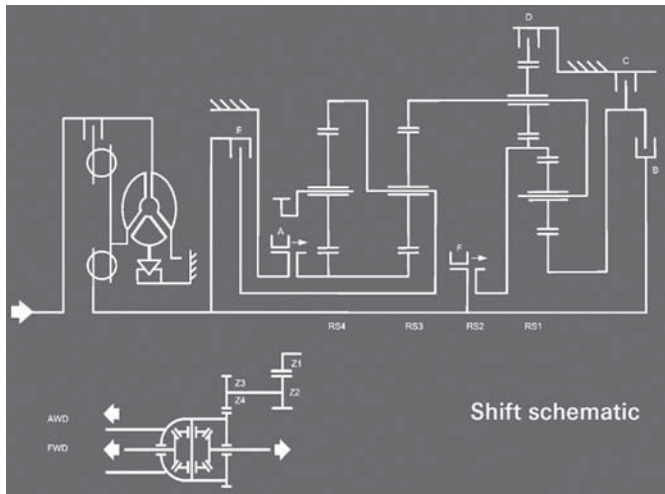 D
C
E
B
A
F
RS4 RS3 RS2 RS1
Z1
Z3
Z4 Z2
AWD
FWD
Shift schematic